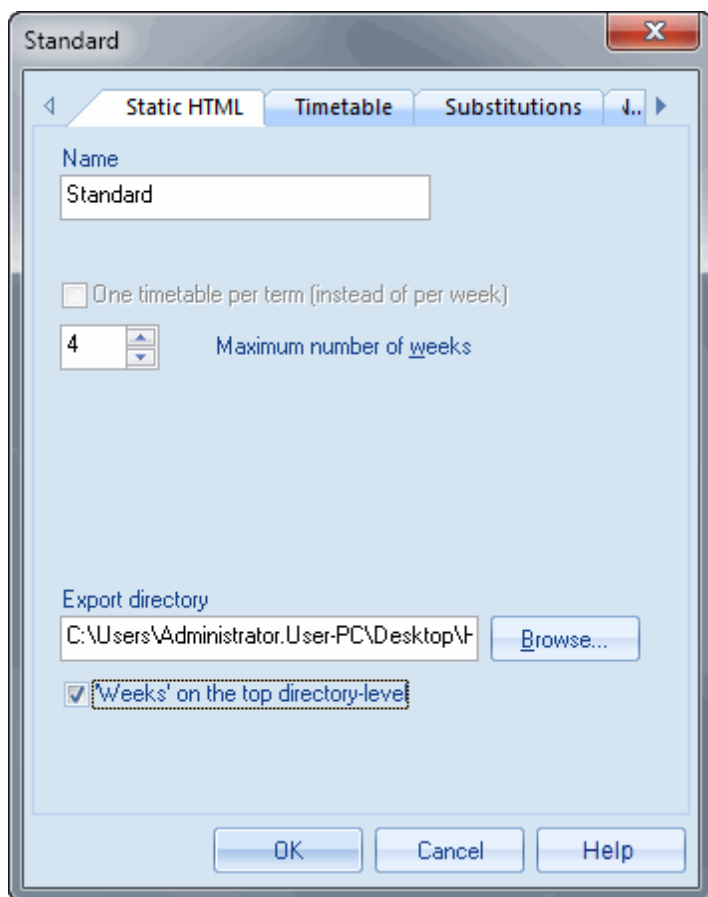 Standard
Static HTML Timetable Substitutions
Name
Standard
One timetable per term (instead of per week)
4 Maximum number of weeks
Export directory
C:\Users\Administrator.User-PC\Desktop\H Browse...
'Weeks' on the top directory-level
OK Cancel Help